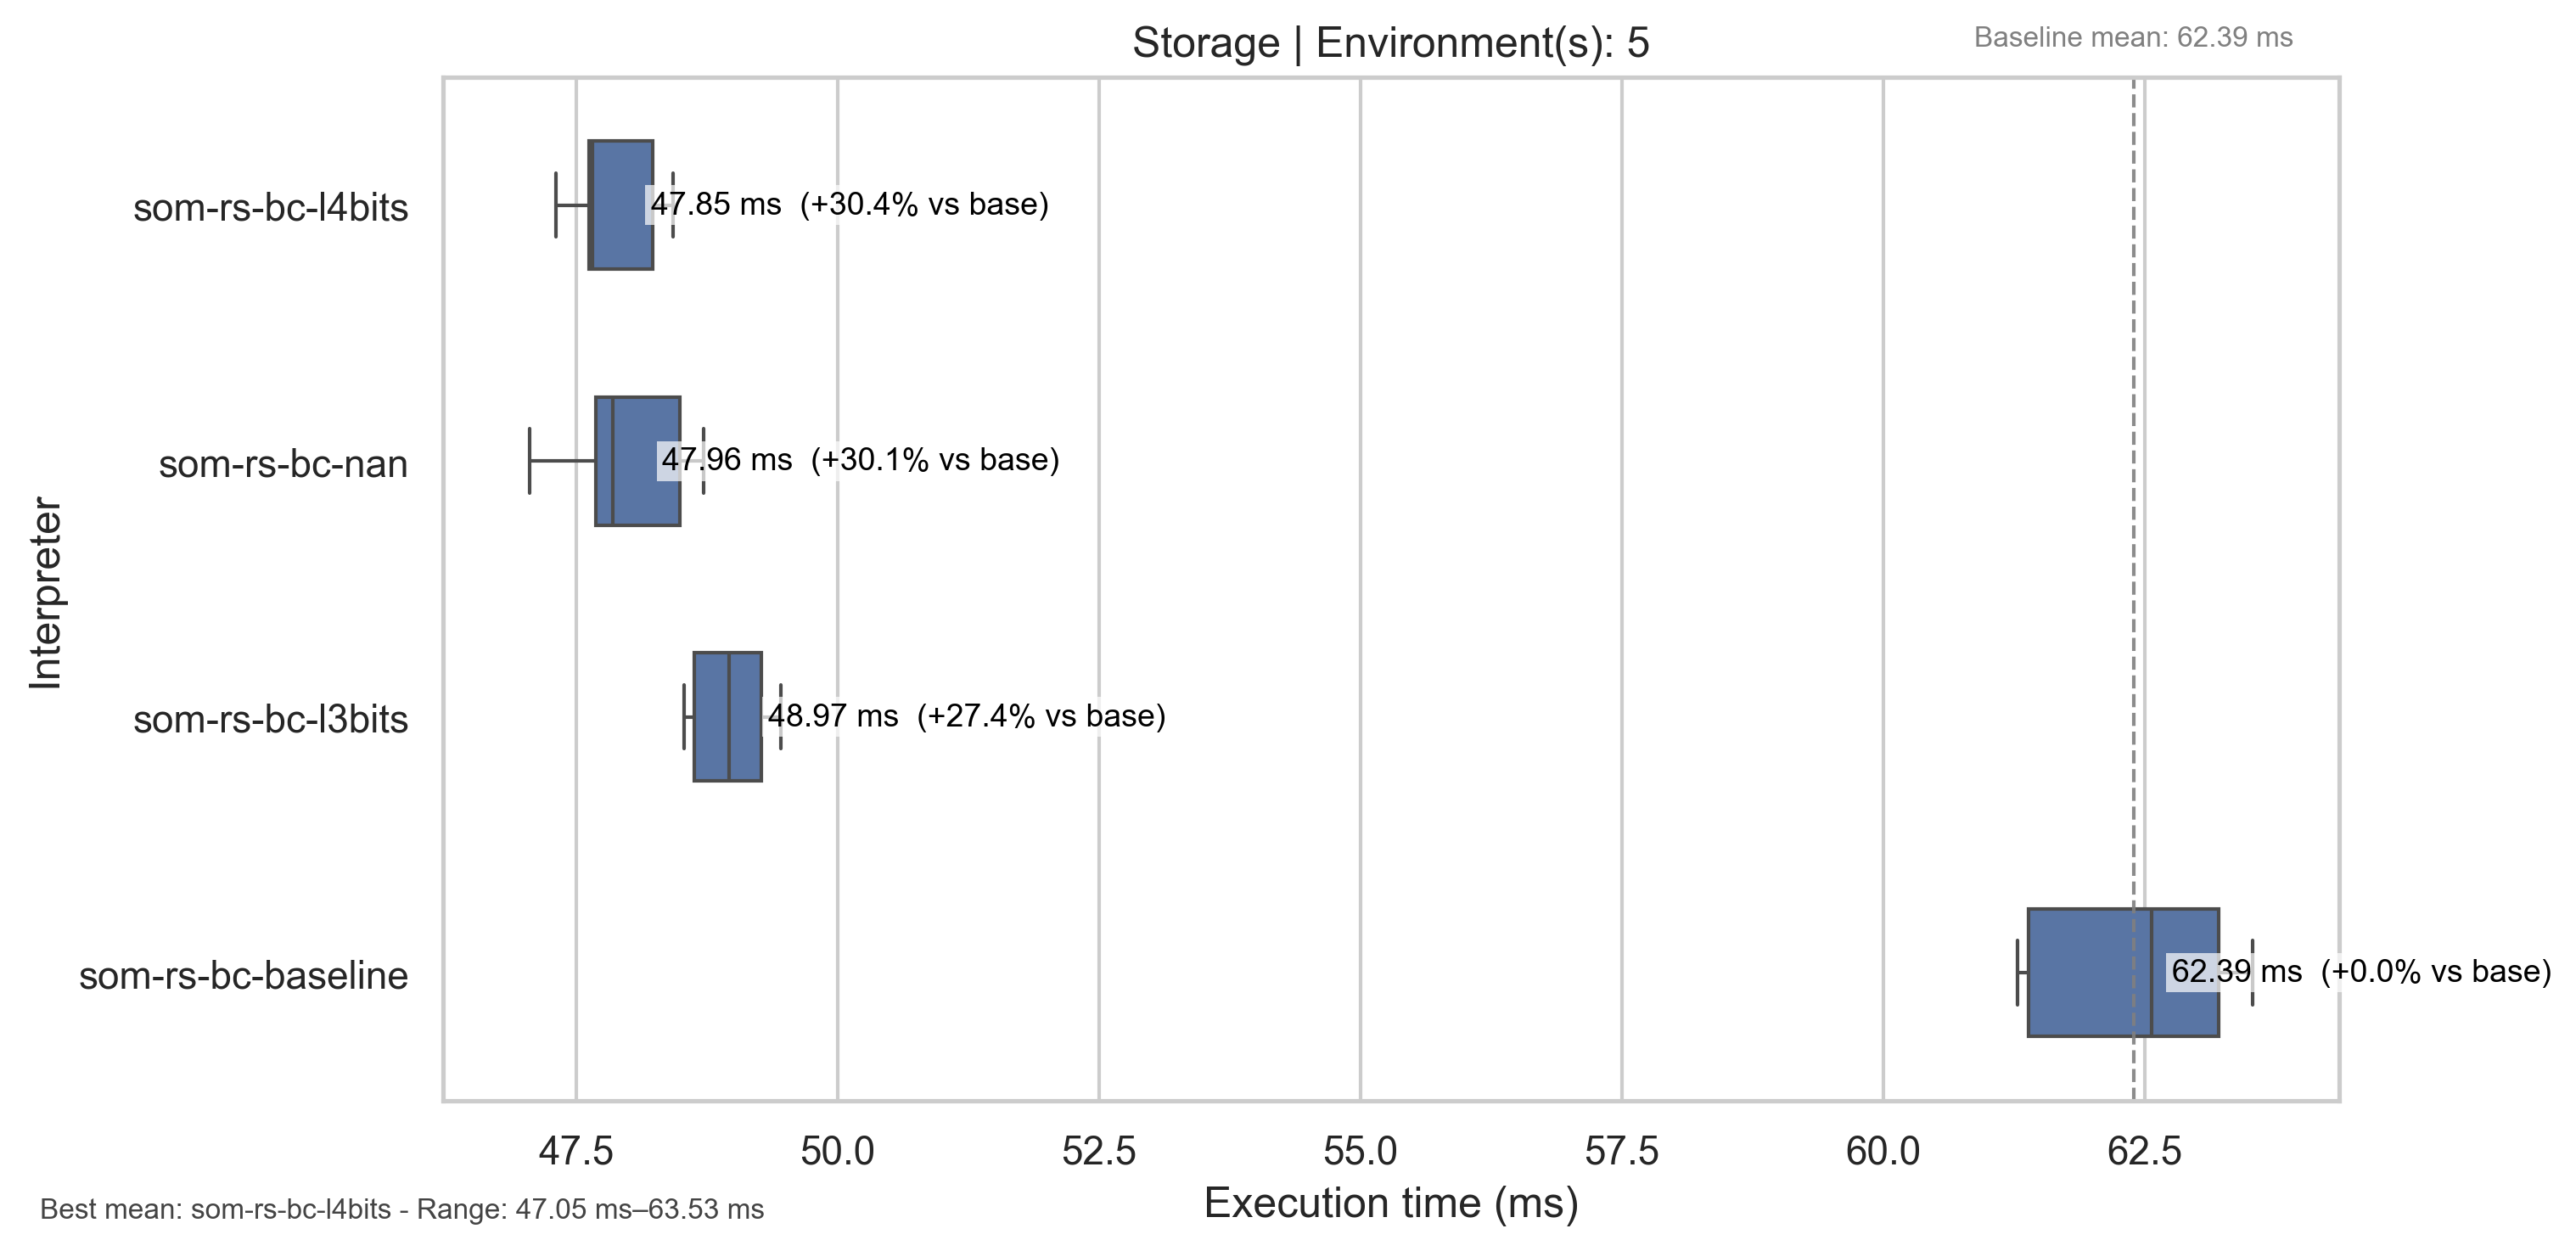 Storage | Environment(s): 5
Baseline mean: 62.39 ms
som-rs-bc-l4bits
47.85 ms  (+30.4% vs base)
som-rs-bc-nan
47.96 ms  (+30.1% vs base)
Interpreter
som-rs-bc-l3bits
48.97 ms  (+27.4% vs base)
som-rs-bc-baseline
62.39 ms  (+0.0% vs base)
47.5 50.0 52.5 55.0 57.5 60.0 62.5
Execution time (ms)
Best mean: som-rs-bc-l4bits - Range: 47.05 ms–63.53 ms